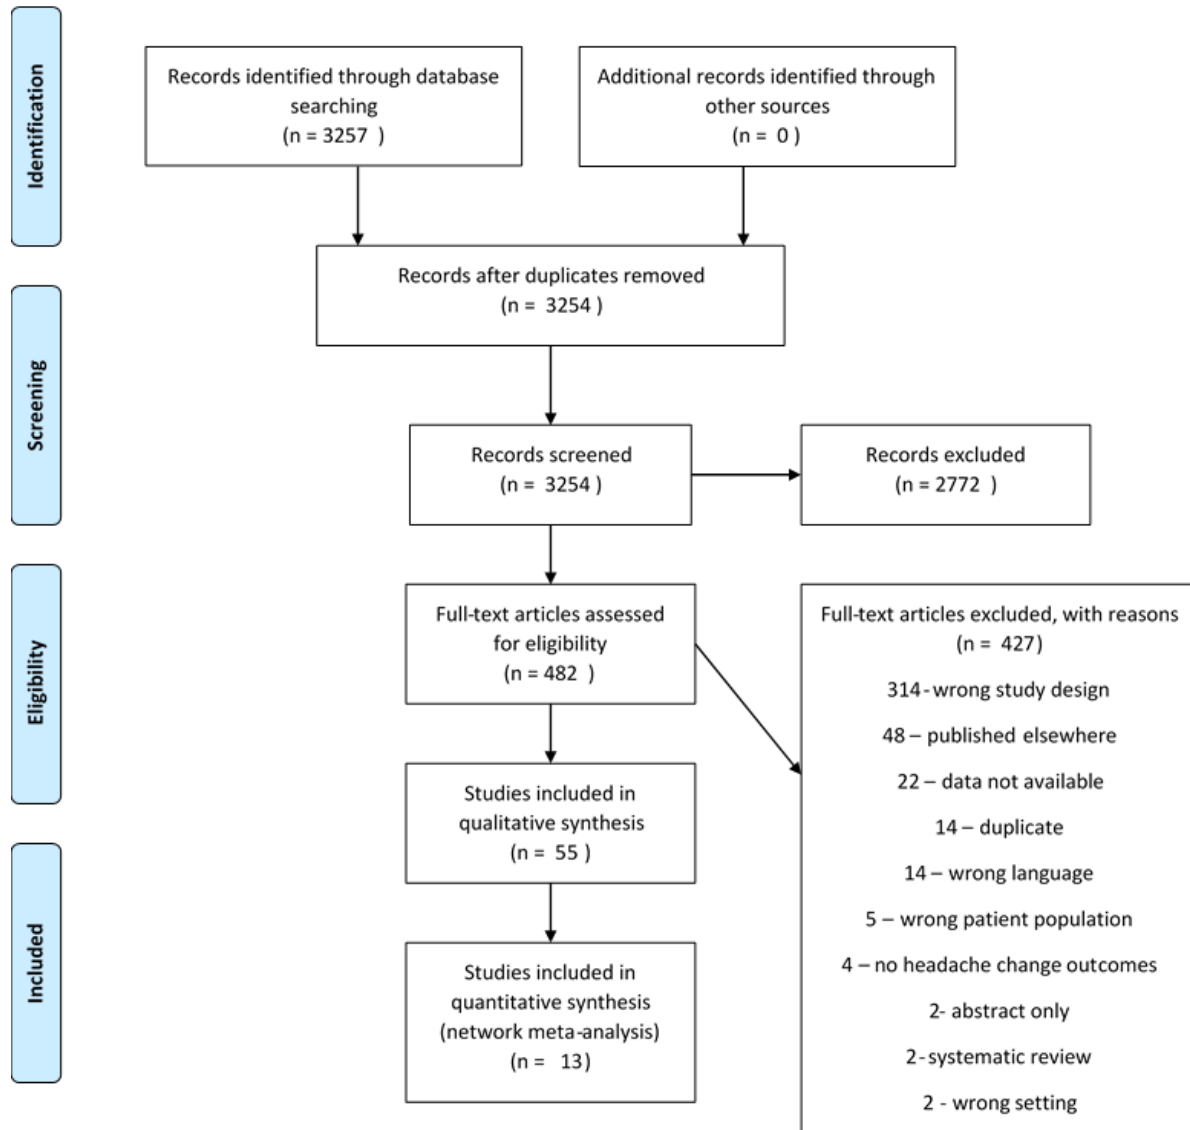 Identification
Records identified through database
searching
(n = 3257  )
Additional records identified through
other sources
(n =  0 )
Records after duplicates removed
(n =  3254 )
Screening
Records screened
(n =  3254 )
Records excluded
(n = 2772  )
Eligibility
Full-text articles assessed
for eligibility
(n = 482  )
Full-text articles excluded, with reasons
(n =  427)
314-wrong study design
48 – published elsewhere
22 – data not available
14 – duplicate
14 – wrong language
5 – wrong patient population
4 – no headache change outcomes
2- abstract only
2-systematic review
2 - wrong setting
Studies included in
qualitative synthesis
(n =  55 )
Included
Studies included in
quantitative synthesis
(network meta-analysis)
(n =   13)